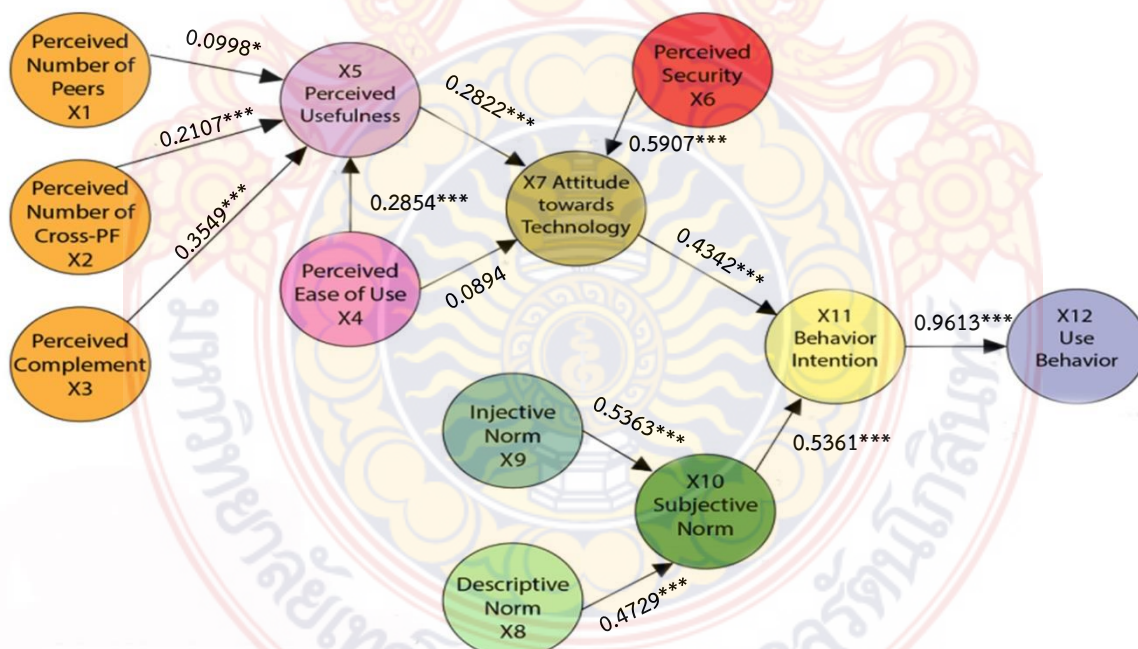 Perceived
Number of
Peers
X1
0.0998*
X5
Perceived
Usefulness
0.2822***
Perceived
Security
X6
0.5907***
0.2107***
Perceived
Number of
Cross-PF
X2
0.3549***
0.2854***
X7 Attitude
towards
Technology
Perceived
Ease of Use
X4
0.0894
0.4342***
Perceived
Complement
X3
X11
Behavior
Intention
0.9613***
X12
Use
Behavior
Injective
Norm
X9
0.5363***
0.5361***
X10
Subjective
Norm
Descriptive
Norm
X8
0.4729***